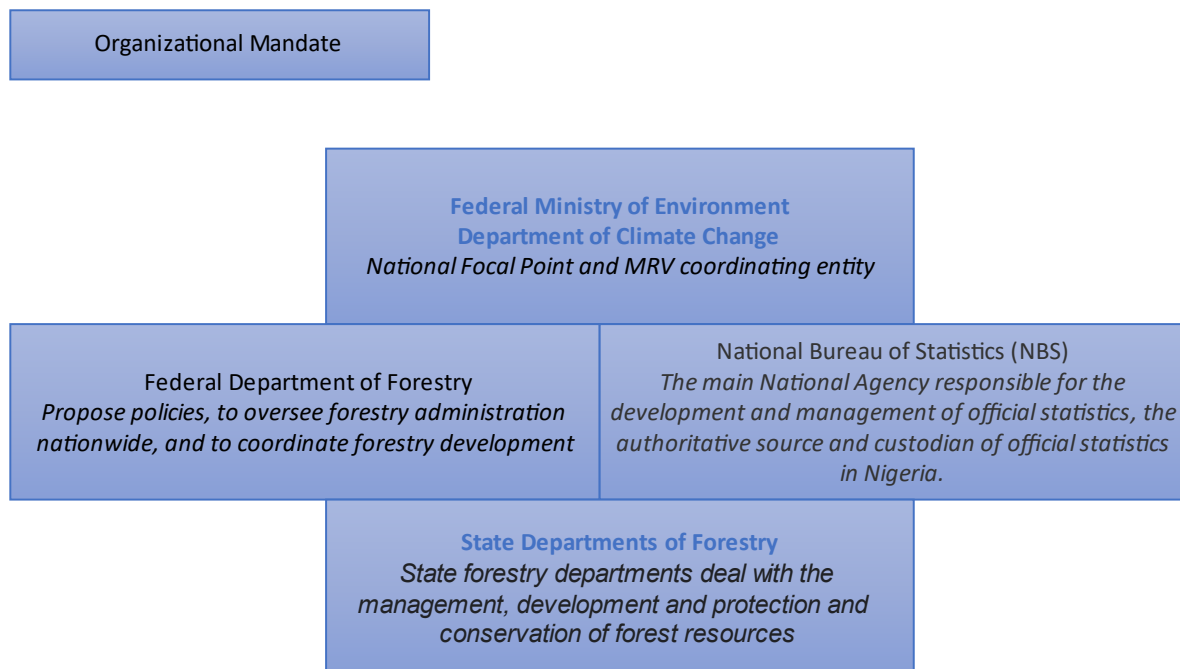 Organizational Mandate
Federal Ministry of Environment
Department of Climate Change
National Focal Point and MRV coordinating entity
Federal Department of Forestry
Propose policies, to oversee forestry administration
nationwide, and to coordinate forestry development
National Bureau of Statistics (NBS)
The main National Agency responsible for the
development and management of official statistics, the
authoritative source and custodian of official statistics
in Nigeria.
State Departments of Forestry
State forestry departments deal with the
management, development and protection and
conservation of forest resources